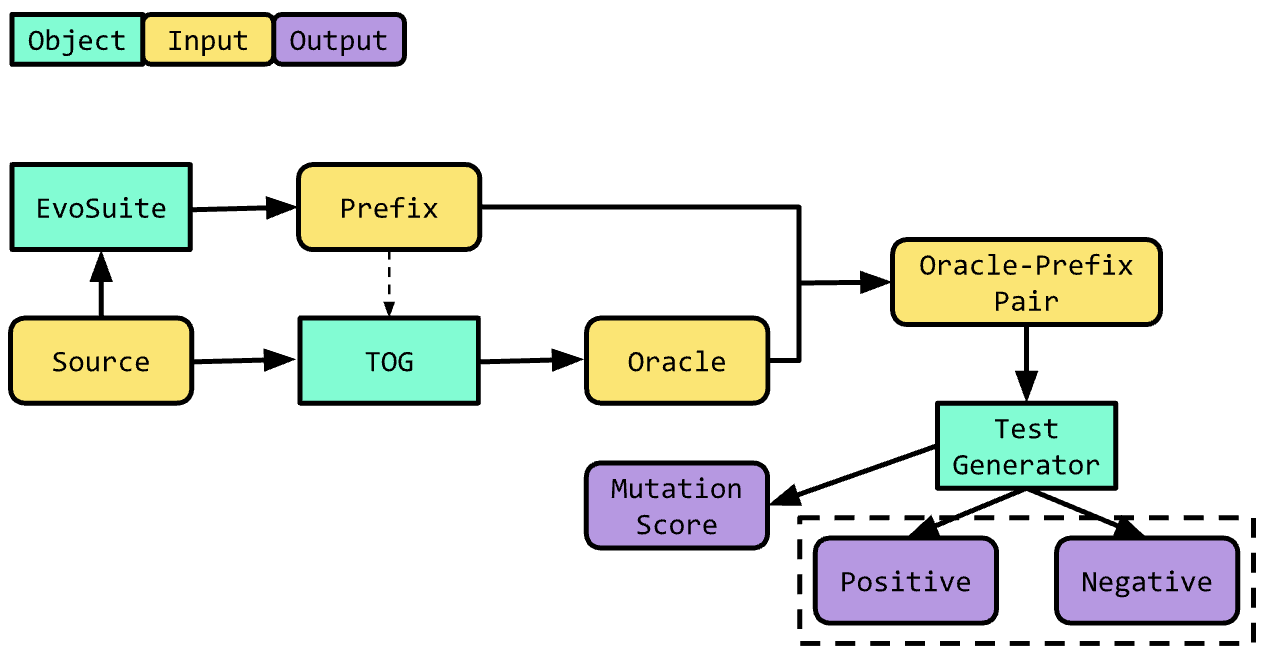 Object
Input
Output
EvoSuite
Prefix
Oracle-Prefix
Pair
Source
TOG
Oracle
Test
Generator
Mutation
Score
Positive
Negative